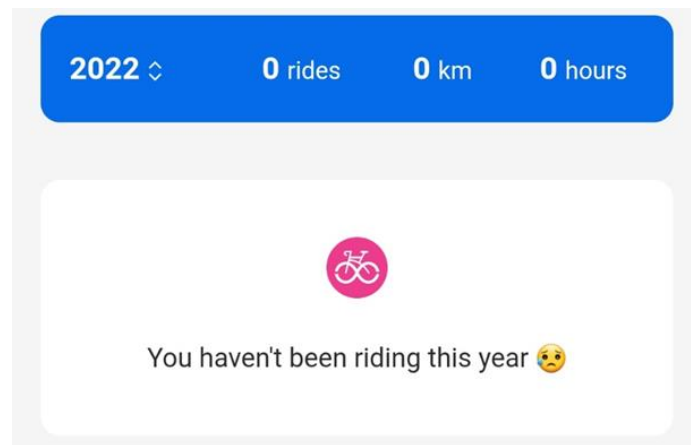 2022 0 rides 0 km 0 hours
You haven't been riding this year 😥